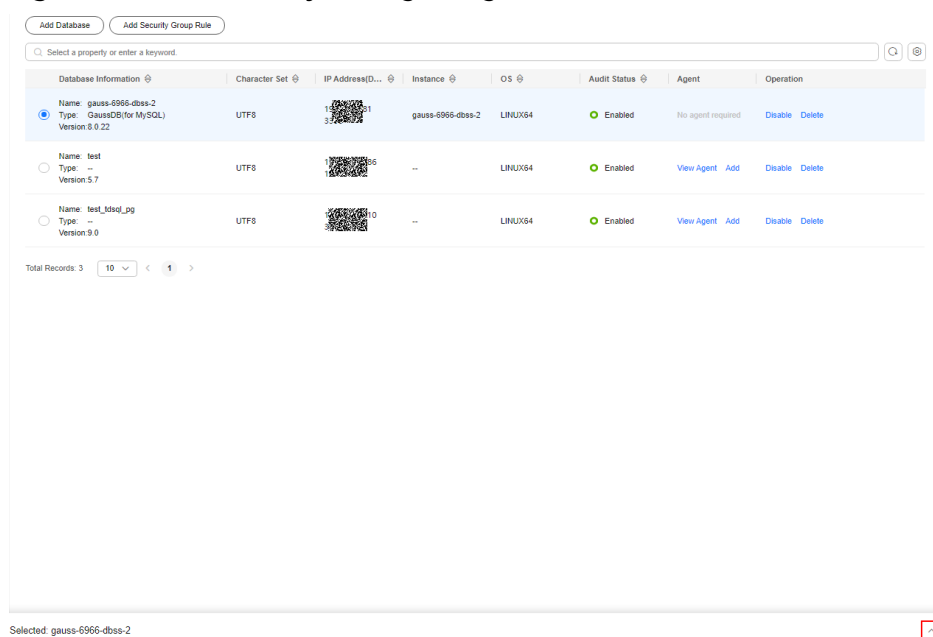 Add Database Add Security Group Rule
Select a property or enter a keyword.
Database Information Character Set IP Address(D... Instance OS Audit Status Agent Operation
Name: gauss-6966-dbss-2
Type: GaussDB(for MySQL) UTF8 gauss-6966-dbss-2 LINUX64 Enabled No agent required Disable Delete
Version:8.0.22
Name: test
Type: -- UTF8 -- LINUX64 Enabled View Agent Add Disable Delete
Version:5.7
Name: test_tdsql_pg
Type: -- UTF8 -- LINUX64 Enabled View Agent Add Disable Delete
Version:9.0
Total Records: 3 10 < 1 >
Selected: gauss-6966-dbss-2